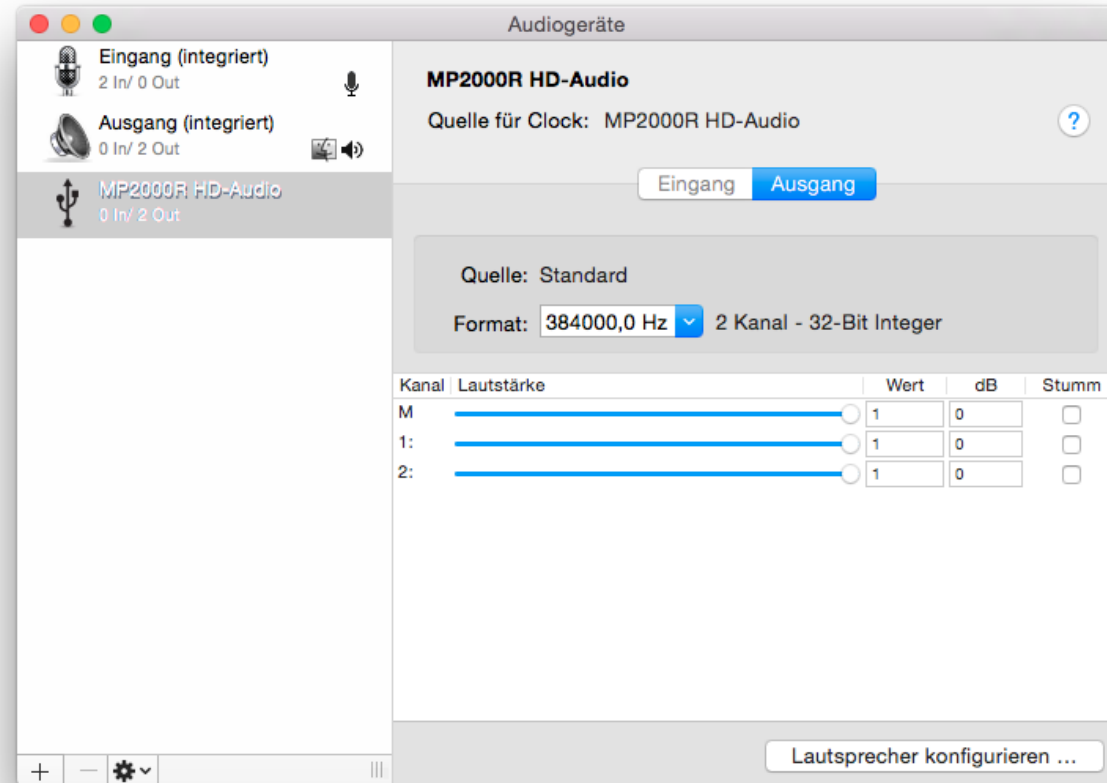 Audiogeräte
Eingang (integriert)
2 In/ 0 Out
Ausgang (integriert)
0 In/ 2 Out
MP2000R HD-Audio
0 In/ 2 Out
MP2000R HD-Audio
Quelle für Clock: MP2000R HD-Audio
?
Eingang Ausgang
Quelle: Standard
Format: 384000,0 Hz 2 Kanal - 32-Bit Integer
Kanal Lautstärke Wert dB Stumm
M 1 0
1: 1 0
2: 1 0
Lautsprecher konfigurieren ...